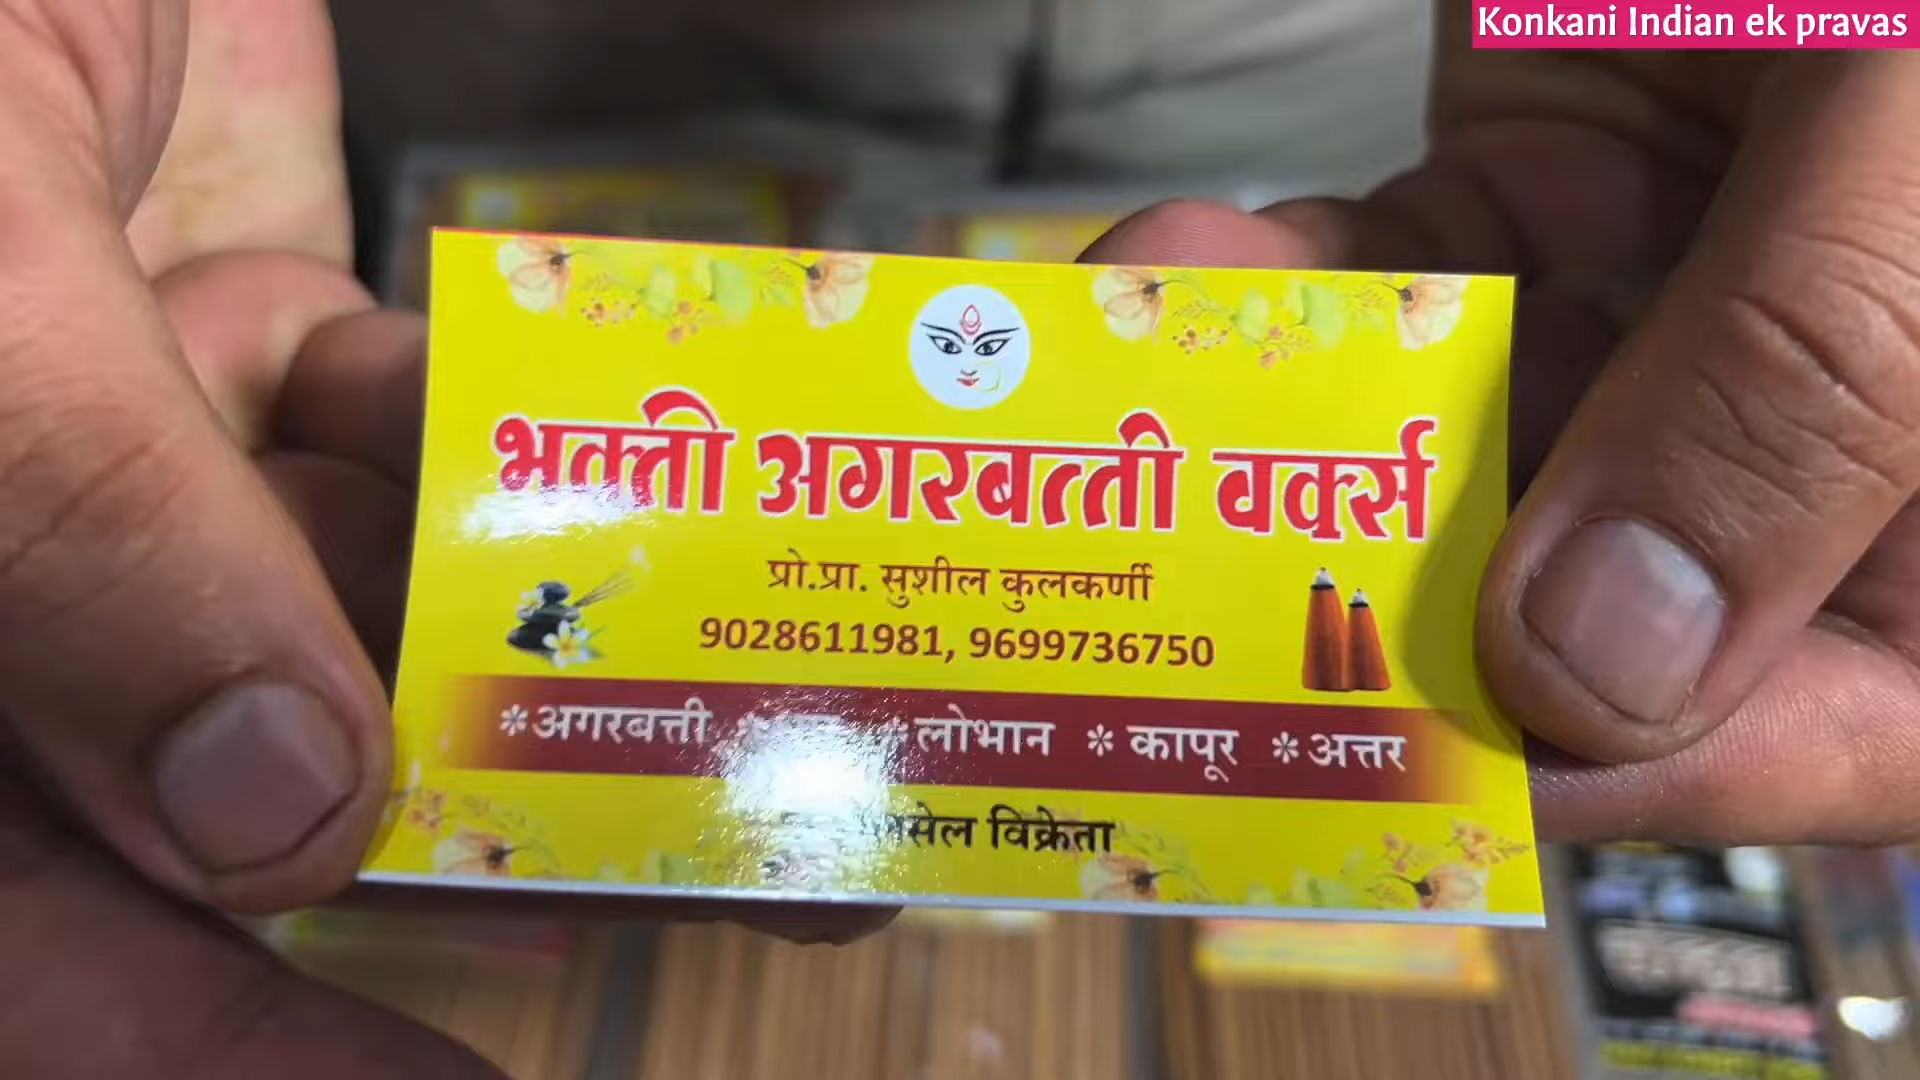 Konkani Indian ek pravas
भक्ती अगरबत्ती वर्क्स
प्रो.प्रा. सुशील कुलकर्णी
9028611981, 9699736750
*अगरबत्ती *लोभान *कापूर *अत्तर
विक्रेता